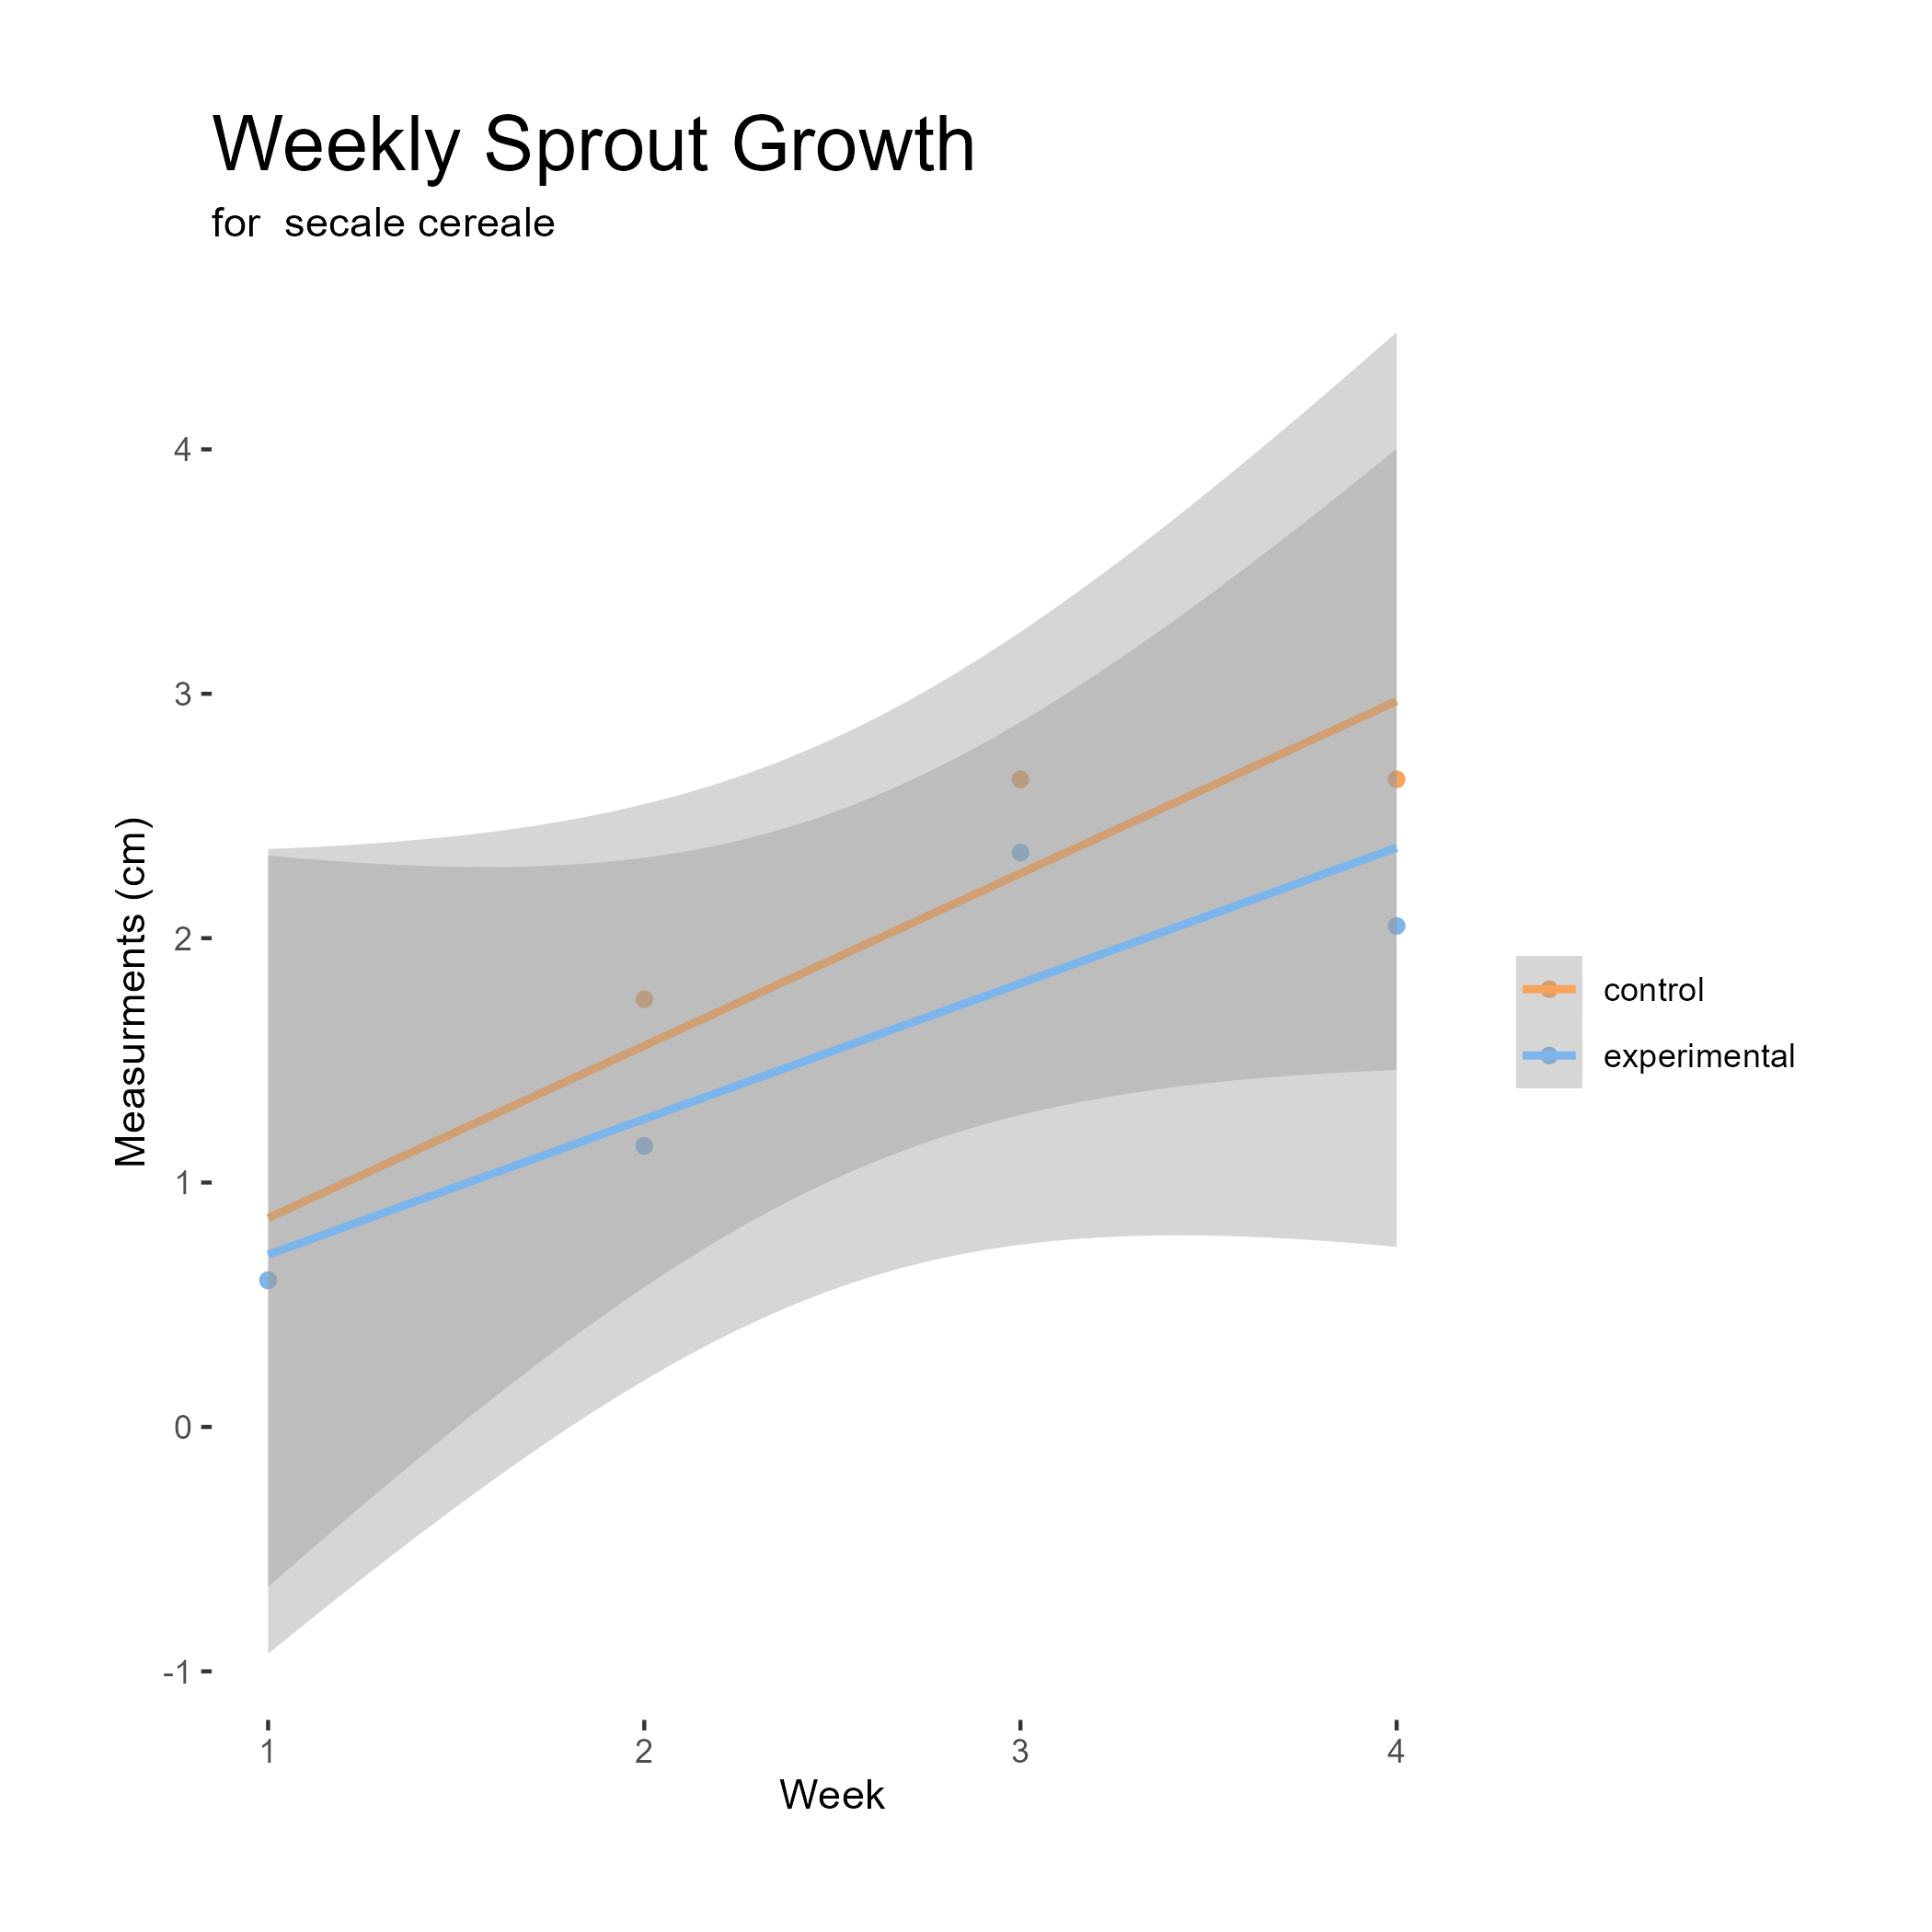 Weekly Sprout Growth
for  secale cereale
Measurments (cm)
4
3
2
1
0
-1
1 2 3 4
Week
control
experimental